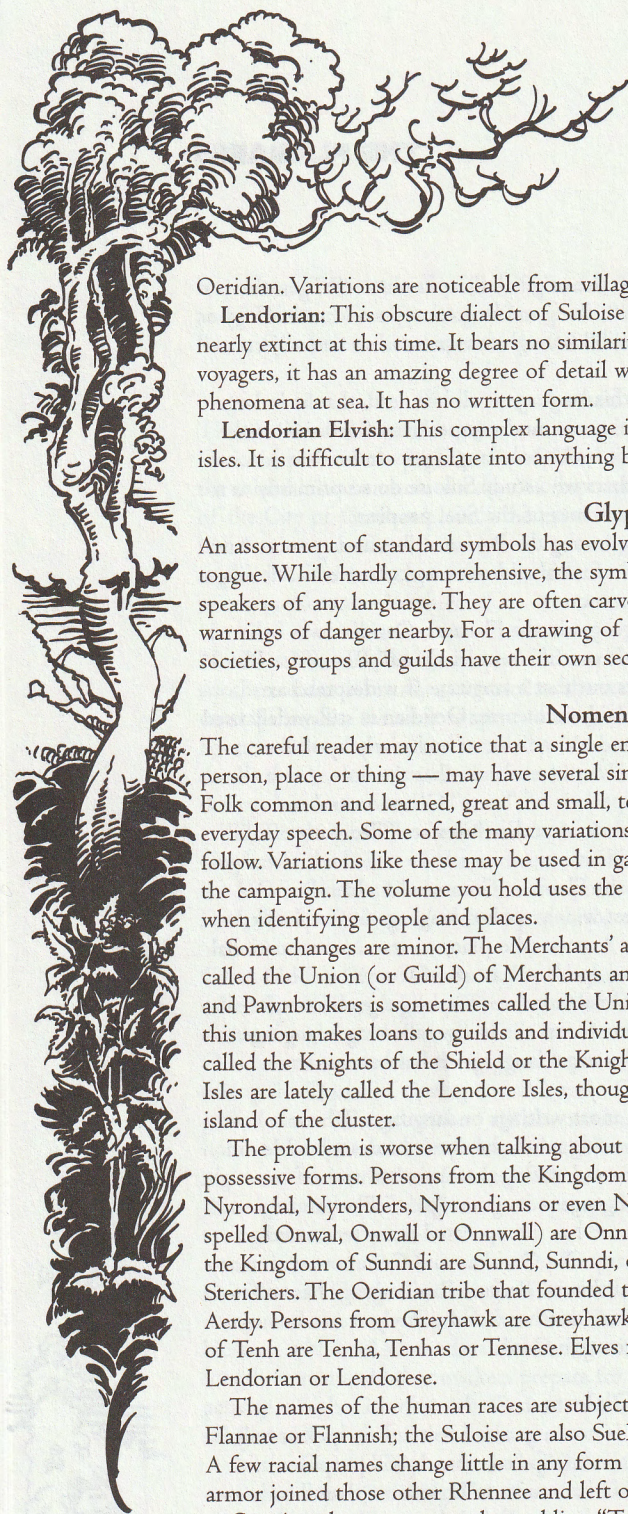 Oeridian. Variations are noticeable from villag
Lendorian: This obscure dialect of Suloise
nearly extinct at this time. It bears no similari
voyagers, it has an amazing degree of detail w
phenomena at sea. It has no written form.
Lendorian Elvish: This complex language i
isles. It is difficult to translate into anything b
Glyp
An assortment of standard symbols has evolv
tongue. While hardly comprehensive, the symb
speakers of any language. They are often carv
warnings of danger nearby. For a drawing of
societies, groups and guilds have their own sec
Nomen
The careful reader may notice that a single en
person, place or thing — may have several sin
Folk common and learned, great and small, t
everyday speech. Some of the many variations
follow. Variations like these may be used in ga
the campaign. The volume you hold uses the
when identifying people and places.
Some changes are minor. The Merchants' a
called the Union (or Guild) of Merchants an
and Pawnbrokers is sometimes called the Uni
this union makes loans to guilds and individu
called the Knights of the Shield or the Knigh
Isles are lately called the Lendore Isles, thoug
island of the cluster.
The problem is worse when talking about
possessive forms. Persons from the Kingdom
Nyrondal, Nyronders, Nyrondians or even N
spelled Onwal, Onwall or Onnwall) are Onn
the Kingdom of Sunndi are Sunnd, Sunndi,
Sterichers. The Oeridian tribe that founded t
Aerdy. Persons from Greyhawk are Greyhawk
of Tenh are Tenha, Tenhas or Tennese. Elves
Lendorian or Lendorese.
The names of the human races are subject
Flannae or Flannish; the Suloise are also Suel
A few racial names change little in any form
armor joined those other Rhennee and left o